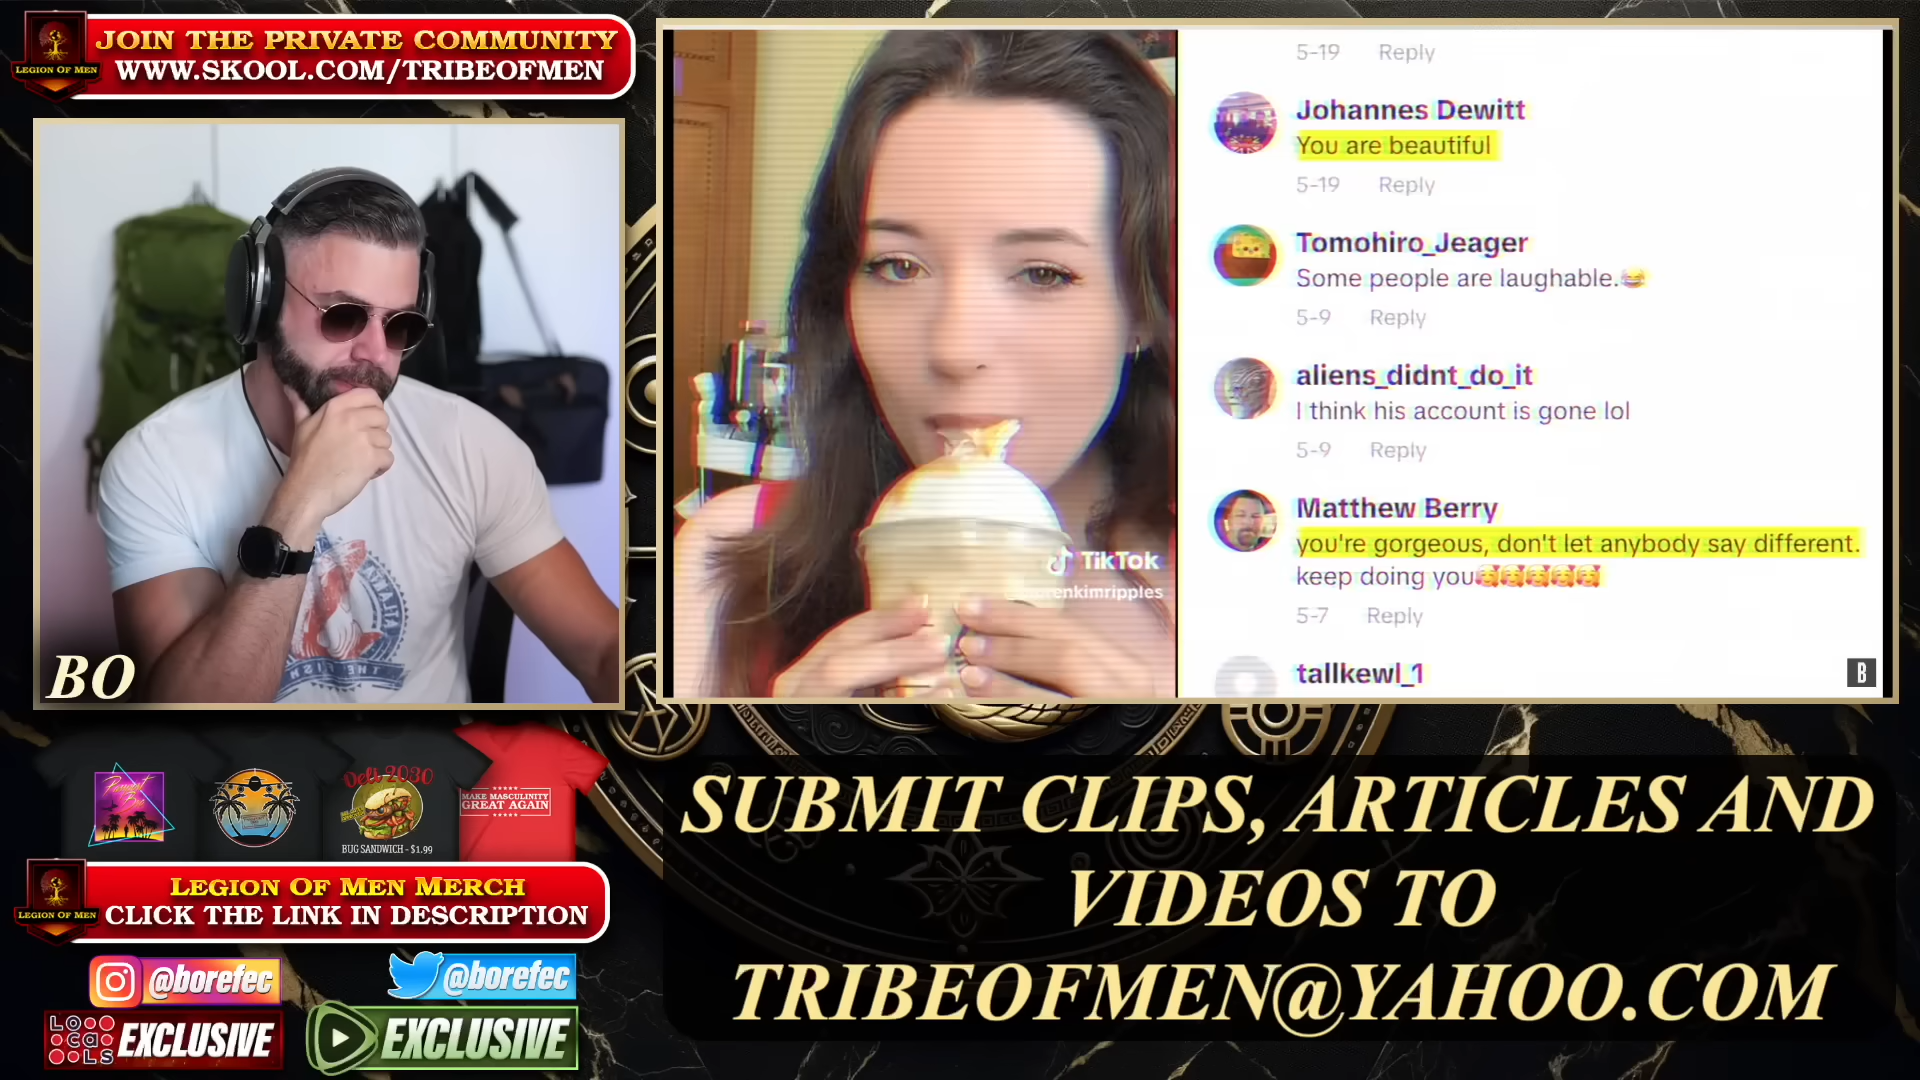 JOIN THE PRIVATE COMMUNITY
WWW.SKOOL.COM/TRIBEOFMEN
LEGION OF MEN
BO
5-19 Reply
Johannes Dewitt
You are beautiful
5-19 Reply
Tomohiro_Jeager
Some people are laughable.😂
5-9 Reply
aliens_didnt_do_it
I think his account is gone lol
5-9 Reply
Matthew Berry
you're gorgeous, don't let anybody say different.
keep doing you🥰🥰🥰🥰🥰
5-7 Reply
tallkewl_1
B
TikTok
Deli 2030
BUG SANDWICH - $1.99
MAKE MASCULINITY
GREAT AGAIN
LEGION OF MEN
LEGION OF MEN MERCH
CLICK THE LINK IN DESCRIPTION
@borefec
@borefec
LOCALS
EXCLUSIVE
EXCLUSIVE
SUBMIT CLIPS, ARTICLES AND
VIDEOS TO
TRIBEOFMEN@YAHOO.COM